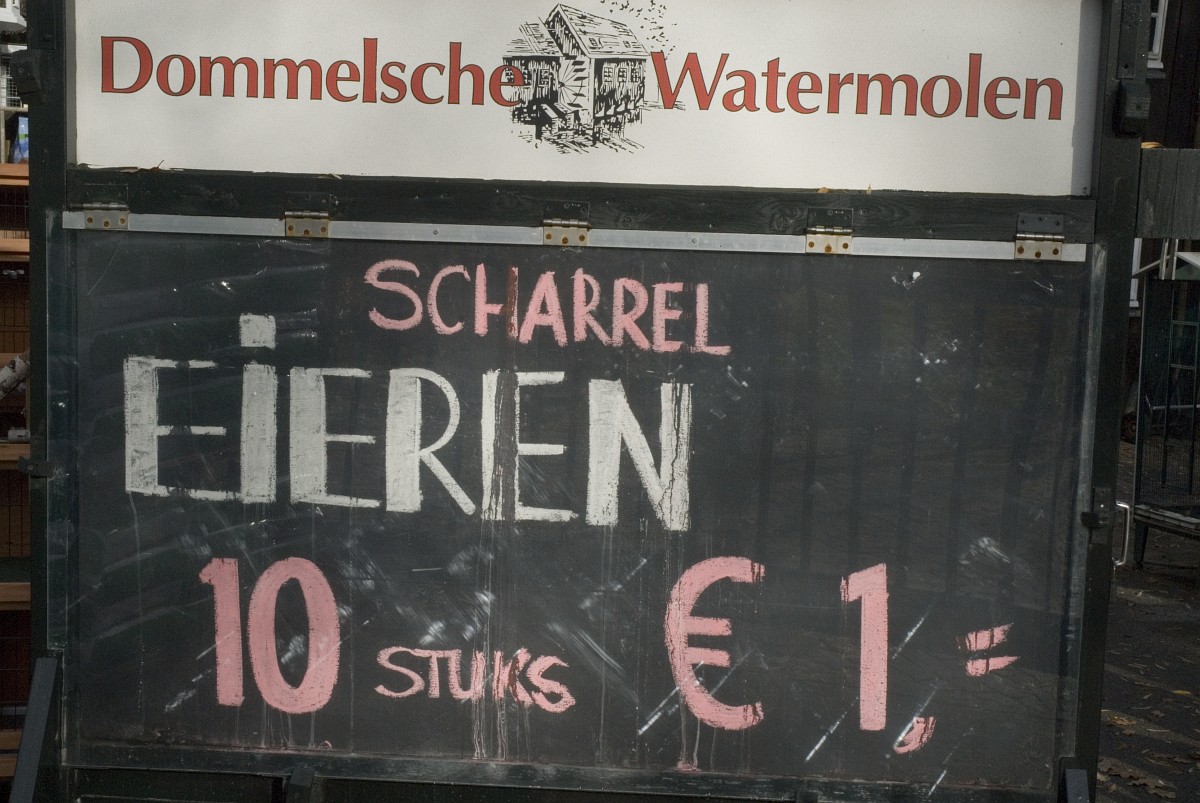 Dommelsche Watermolen
SCHARREL
EiEREN
10 STUKS € 1,=